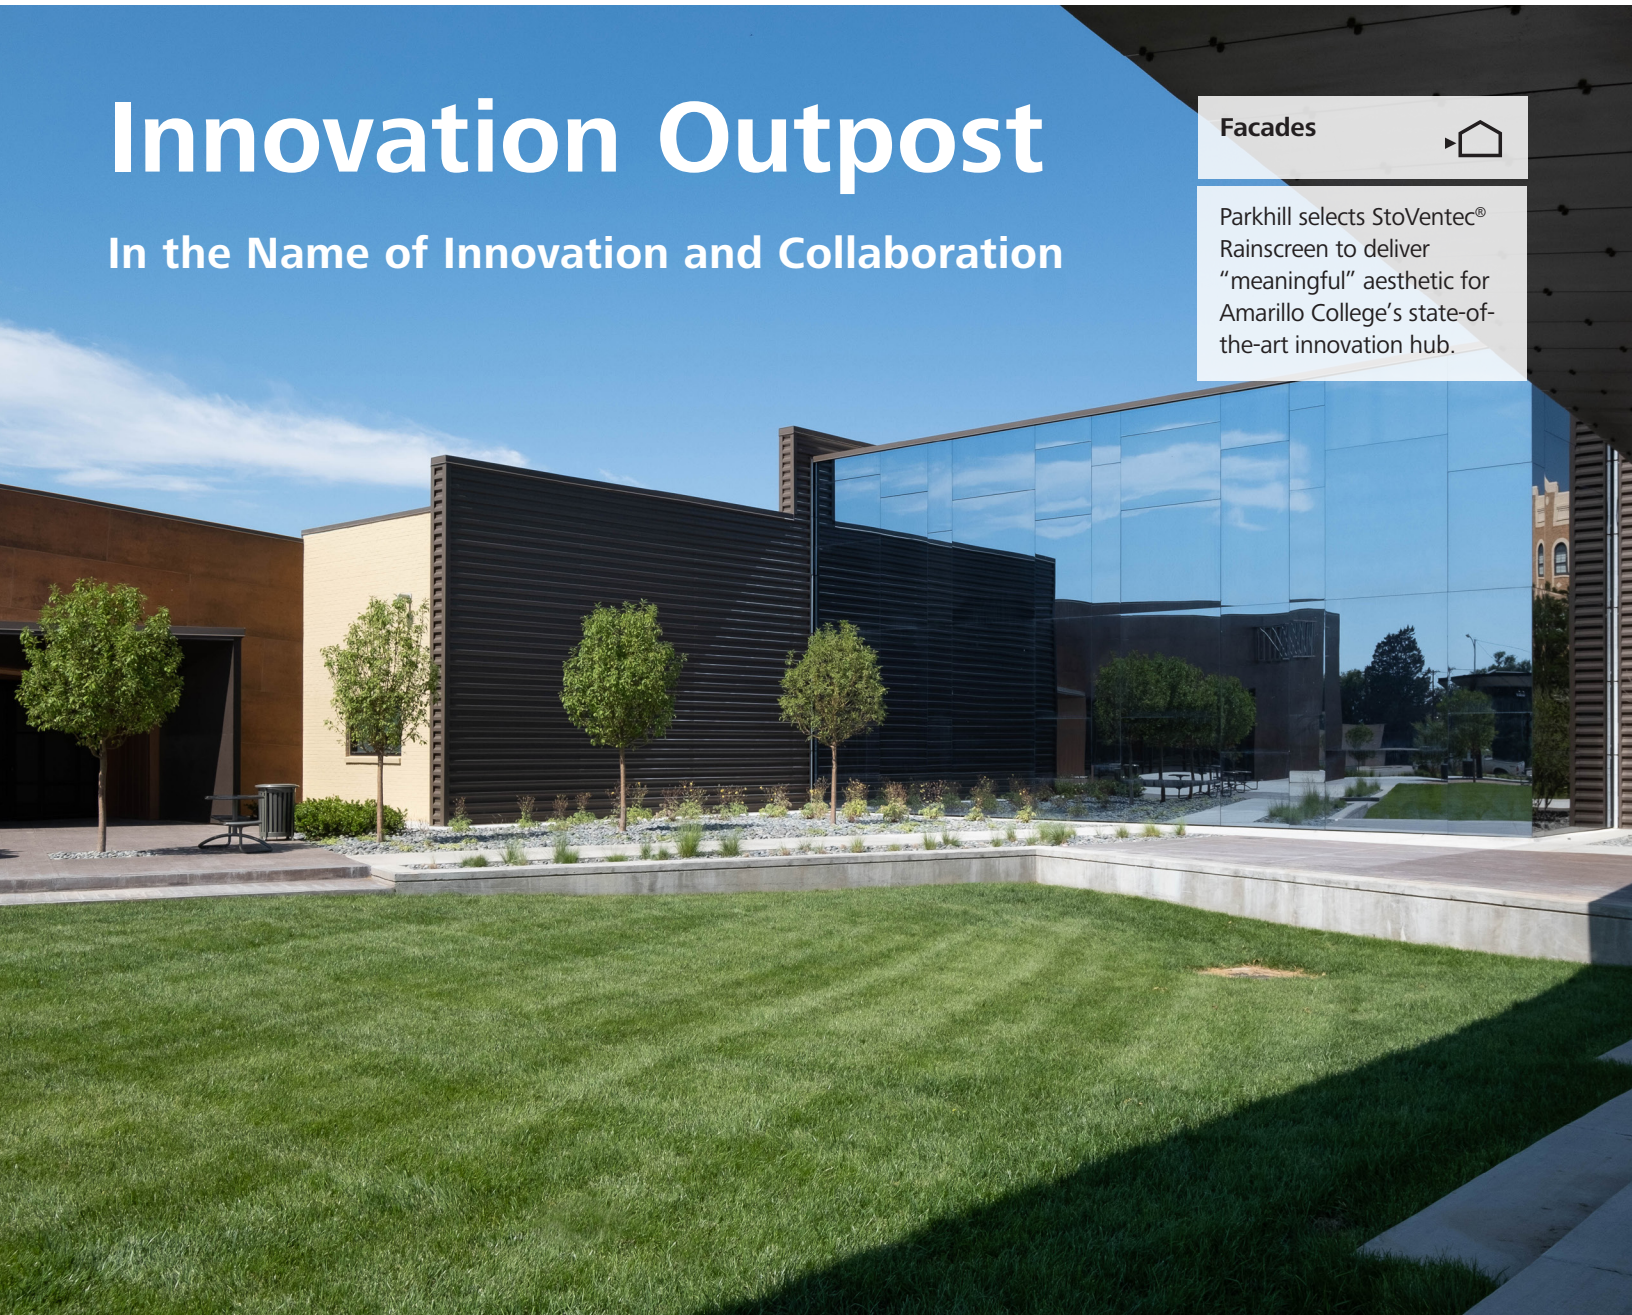 Innovation Outpost
In the Name of Innovation and Collaboration
Facades
Parkhill selects StoVentec®
Rainscreen to deliver
“meaningful” aesthetic for
Amarillo College’s state-of-
the-art innovation hub.